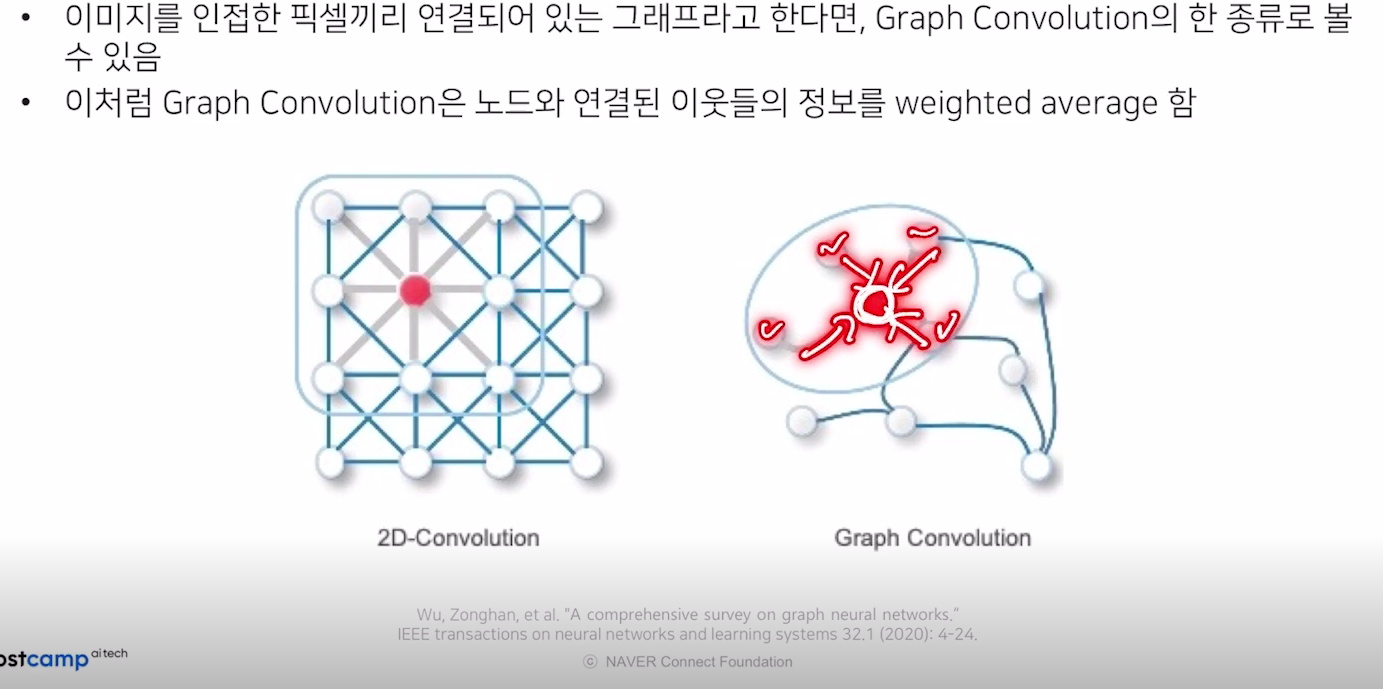 • 이미지를 인접한 픽셀끼리 연결되어 있는 그래프라고 한다면, Graph Convolution의 한 종류로 볼
수 있음
• 이처럼 Graph Convolution은 노드와 연결된 이웃들의 정보를 weighted average 함
2D-Convolution
Graph Convolution
Wu, Zonghan, et al. "A comprehensive survey on graph neural networks."
IEEE transactions on neural networks and learning systems 32.1 (2020): 4-24.
ostcamp ai tech
ⓒ NAVER Connect Foundation